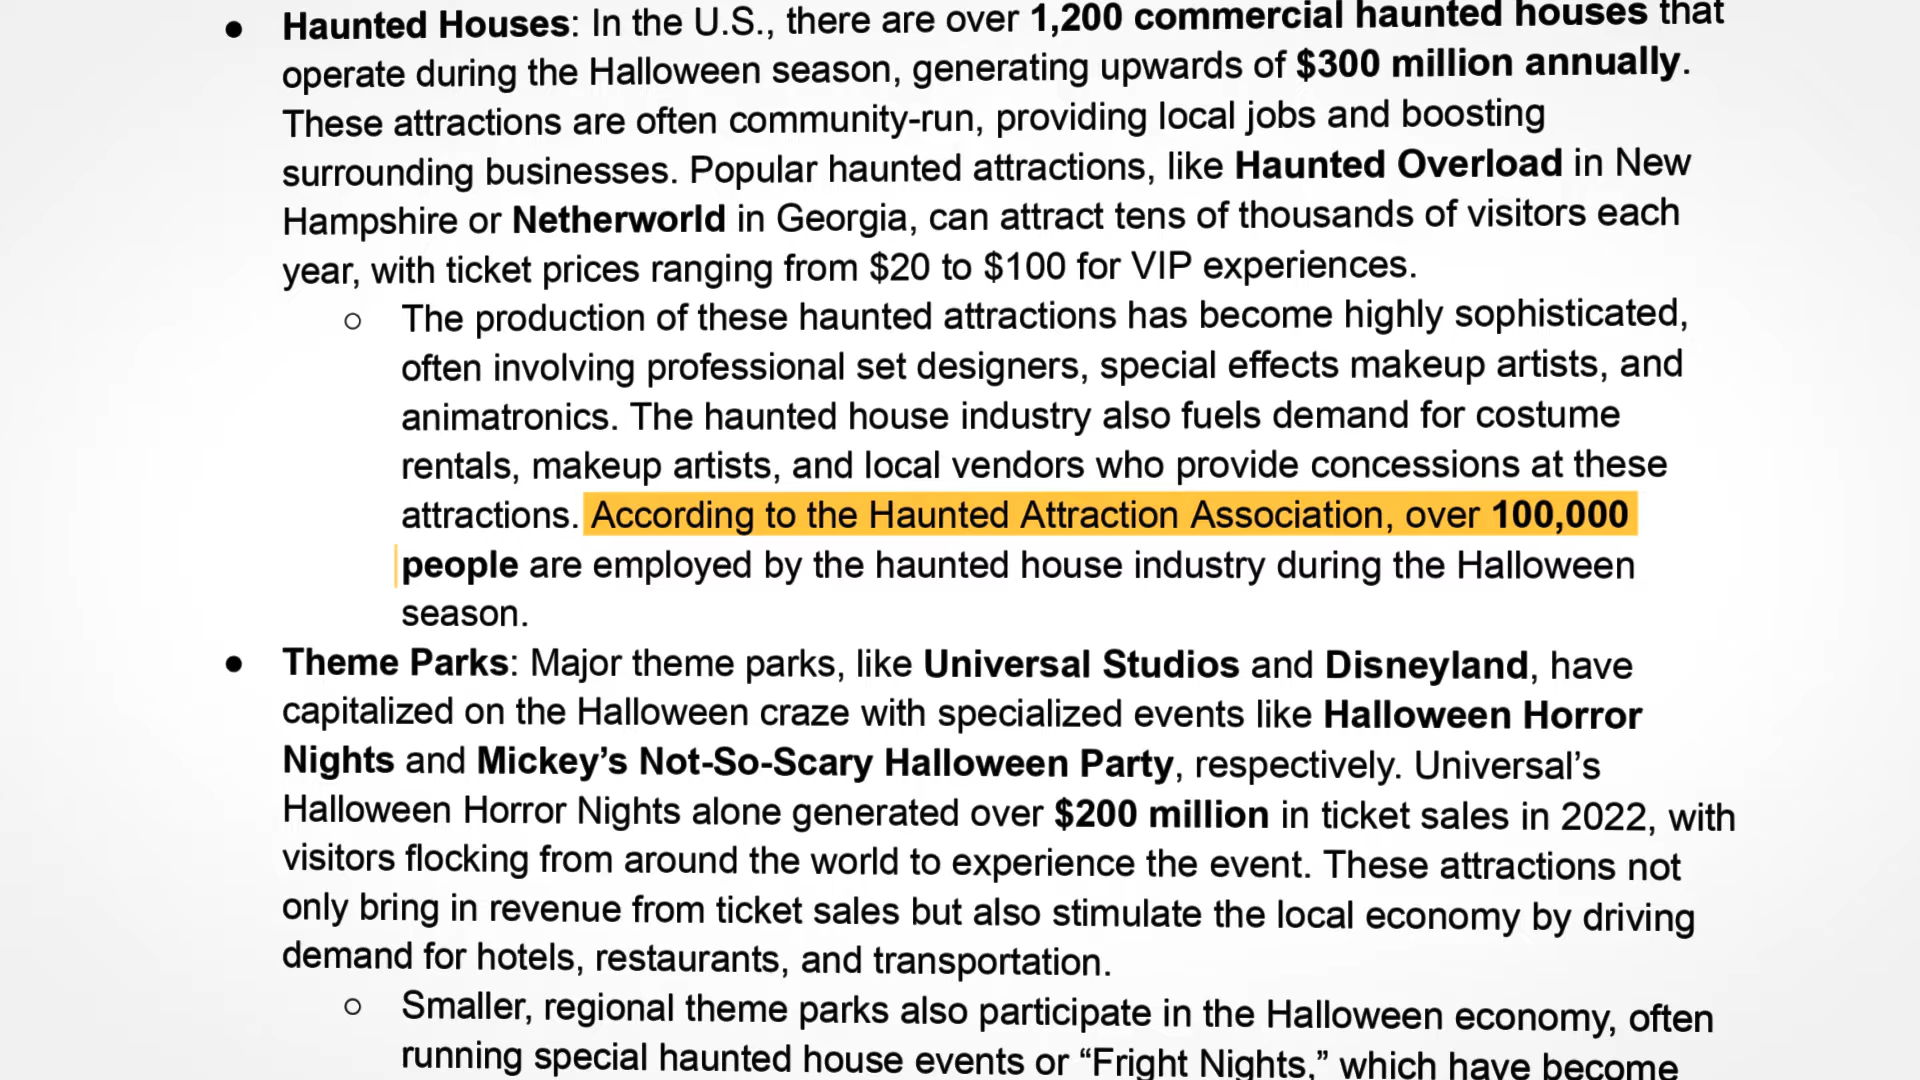 ● Haunted Houses: In the U.S., there are over 1,200 commercial haunted houses that
operate during the Halloween season, generating upwards of $300 million annually.
These attractions are often community-run, providing local jobs and boosting
surrounding businesses. Popular haunted attractions, like Haunted Overload in New
Hampshire or Netherworld in Georgia, can attract tens of thousands of visitors each
year, with ticket prices ranging from $20 to $100 for VIP experiences.
○ The production of these haunted attractions has become highly sophisticated,
often involving professional set designers, special effects makeup artists, and
animatronics. The haunted house industry also fuels demand for costume
rentals, makeup artists, and local vendors who provide concessions at these
attractions. According to the Haunted Attraction Association, over 100,000
people are employed by the haunted house industry during the Halloween
season.
● Theme Parks: Major theme parks, like Universal Studios and Disneyland, have
capitalized on the Halloween craze with specialized events like Halloween Horror
Nights and Mickey’s Not-So-Scary Halloween Party, respectively. Universal’s
Halloween Horror Nights alone generated over $200 million in ticket sales in 2022, with
visitors flocking from around the world to experience the event. These attractions not
only bring in revenue from ticket sales but also stimulate the local economy by driving
demand for hotels, restaurants, and transportation.
○ Smaller, regional theme parks also participate in the Halloween economy, often
running special haunted house events or “Fright Nights,” which have become